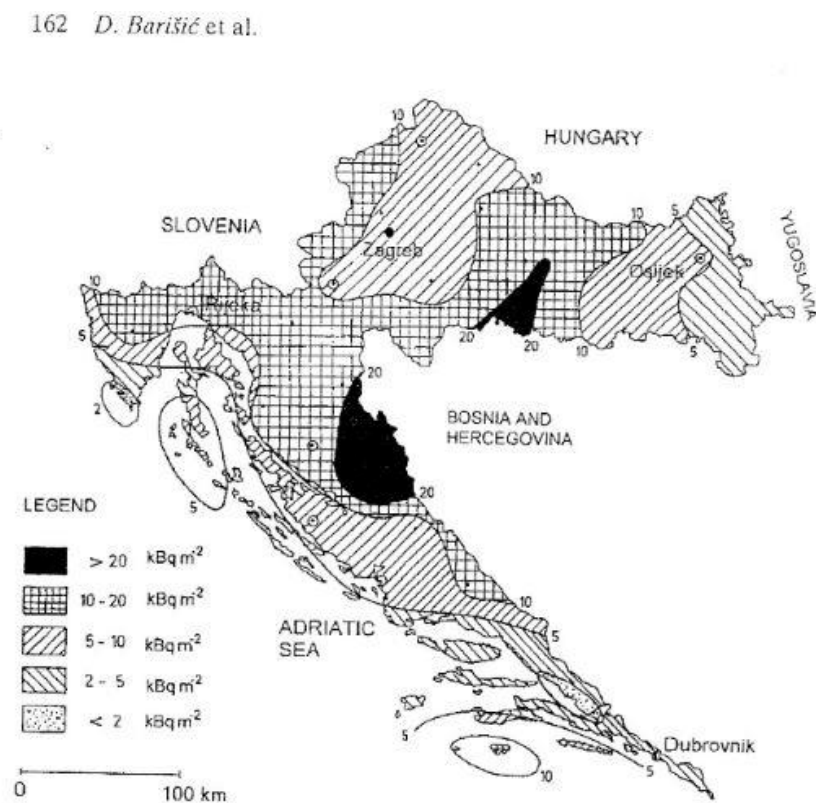 162 D. Barišić et al.
HUNGARY
SLOVENIA
YUGOSLAVIA
Zagreb
Osijek
Rijeka
BOSNIA AND
HERCEGOVINA
10
10
10
5
10
5
2
5
20
20
10
5
20
20
10
5
5
10
5
LEGEND
> 20 kBq m⁻²
10 - 20 kBq m⁻²
5 - 10 kBq m⁻²
2 - 5 kBq m⁻²
< 2 kBq m⁻²
ADRIATIC
SEA
Dubrovnik
0 100 km